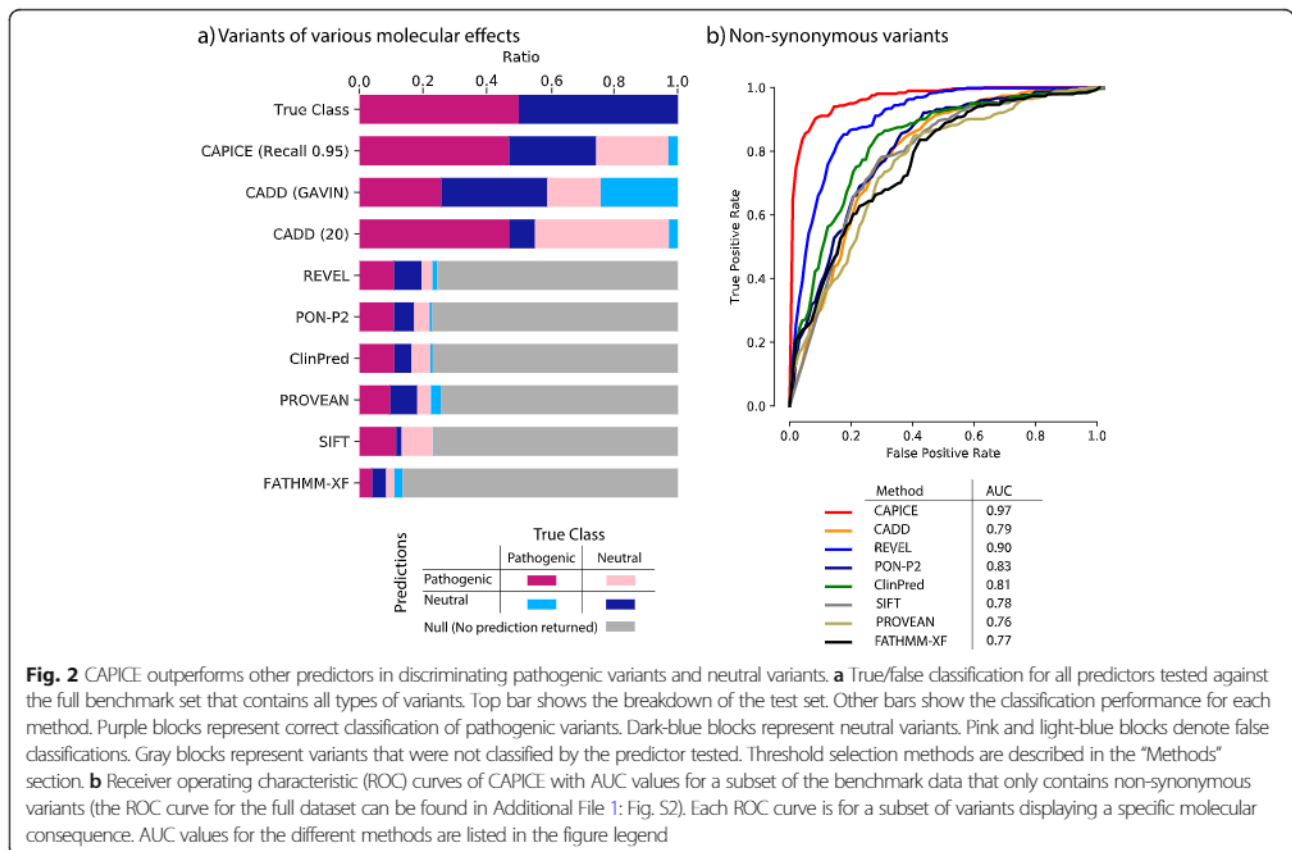 a) Variants of various molecular effects
Ratio
0.0 0.2 0.4 0.6 0.8 1.0
True Class
CAPICE (Recall 0.95)
CADD (GAVIN)
CADD (20)
REVEL
PON-P2
ClinPred
PROVEAN
SIFT
FATHMM-XF
True Class
Pathogenic Neutral
Predictions
Pathogenic
Neutral
Null (No prediction returned)
b) Non-synonymous variants
True Positive Rate
1.0
0.8
0.6
0.4
0.2
0.0
0.0 0.2 0.4 0.6 0.8 1.0
False Positive Rate
Method AUC
CAPICE 0.97
CADD 0.79
REVEL 0.90
PON-P2 0.83
ClinPred 0.81
SIFT 0.78
PROVEAN 0.76
FATHMM-XF 0.77
Fig. 2 CAPICE outperforms other predictors in discriminating pathogenic variants and neutral variants. a True/false classification for all predictors tested against
the full benchmark set that contains all types of variants. Top bar shows the breakdown of the test set. Other bars show the classification performance for each
method. Purple blocks represent correct classification of pathogenic variants. Dark-blue blocks represent neutral variants. Pink and light-blue blocks denote false
classifications. Gray blocks represent variants that were not classified by the predictor tested. Threshold selection methods are described in the “Methods”
section. b Receiver operating characteristic (ROC) curves of CAPICE with AUC values for a subset of the benchmark data that only contains non-synonymous
variants (the ROC curve for the full dataset can be found in Additional File 1: Fig. S2). Each ROC curve is for a subset of variants displaying a specific molecular
consequence. AUC values for the different methods are listed in the figure legend